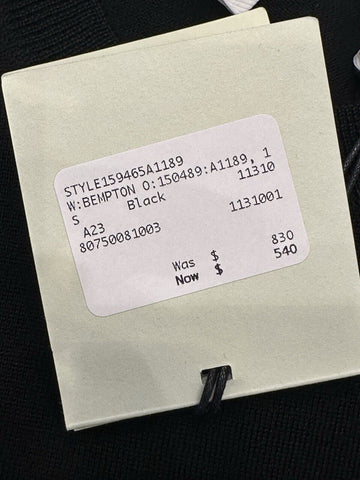 STYLE159465A1189
W:BEMPTON O:150489:A1189, 1
S Black 11310
A23
80750081003 1131001
Was $ 830
Now $ 540